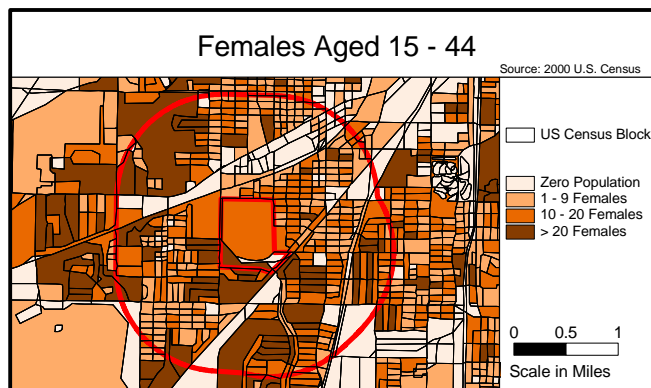 Females Aged 15 - 44
Source: 2000 U.S. Census
US Census Block
Zero Population
1 - 9 Females
10 - 20 Females
> 20 Females
0 0.5 1
Scale in Miles